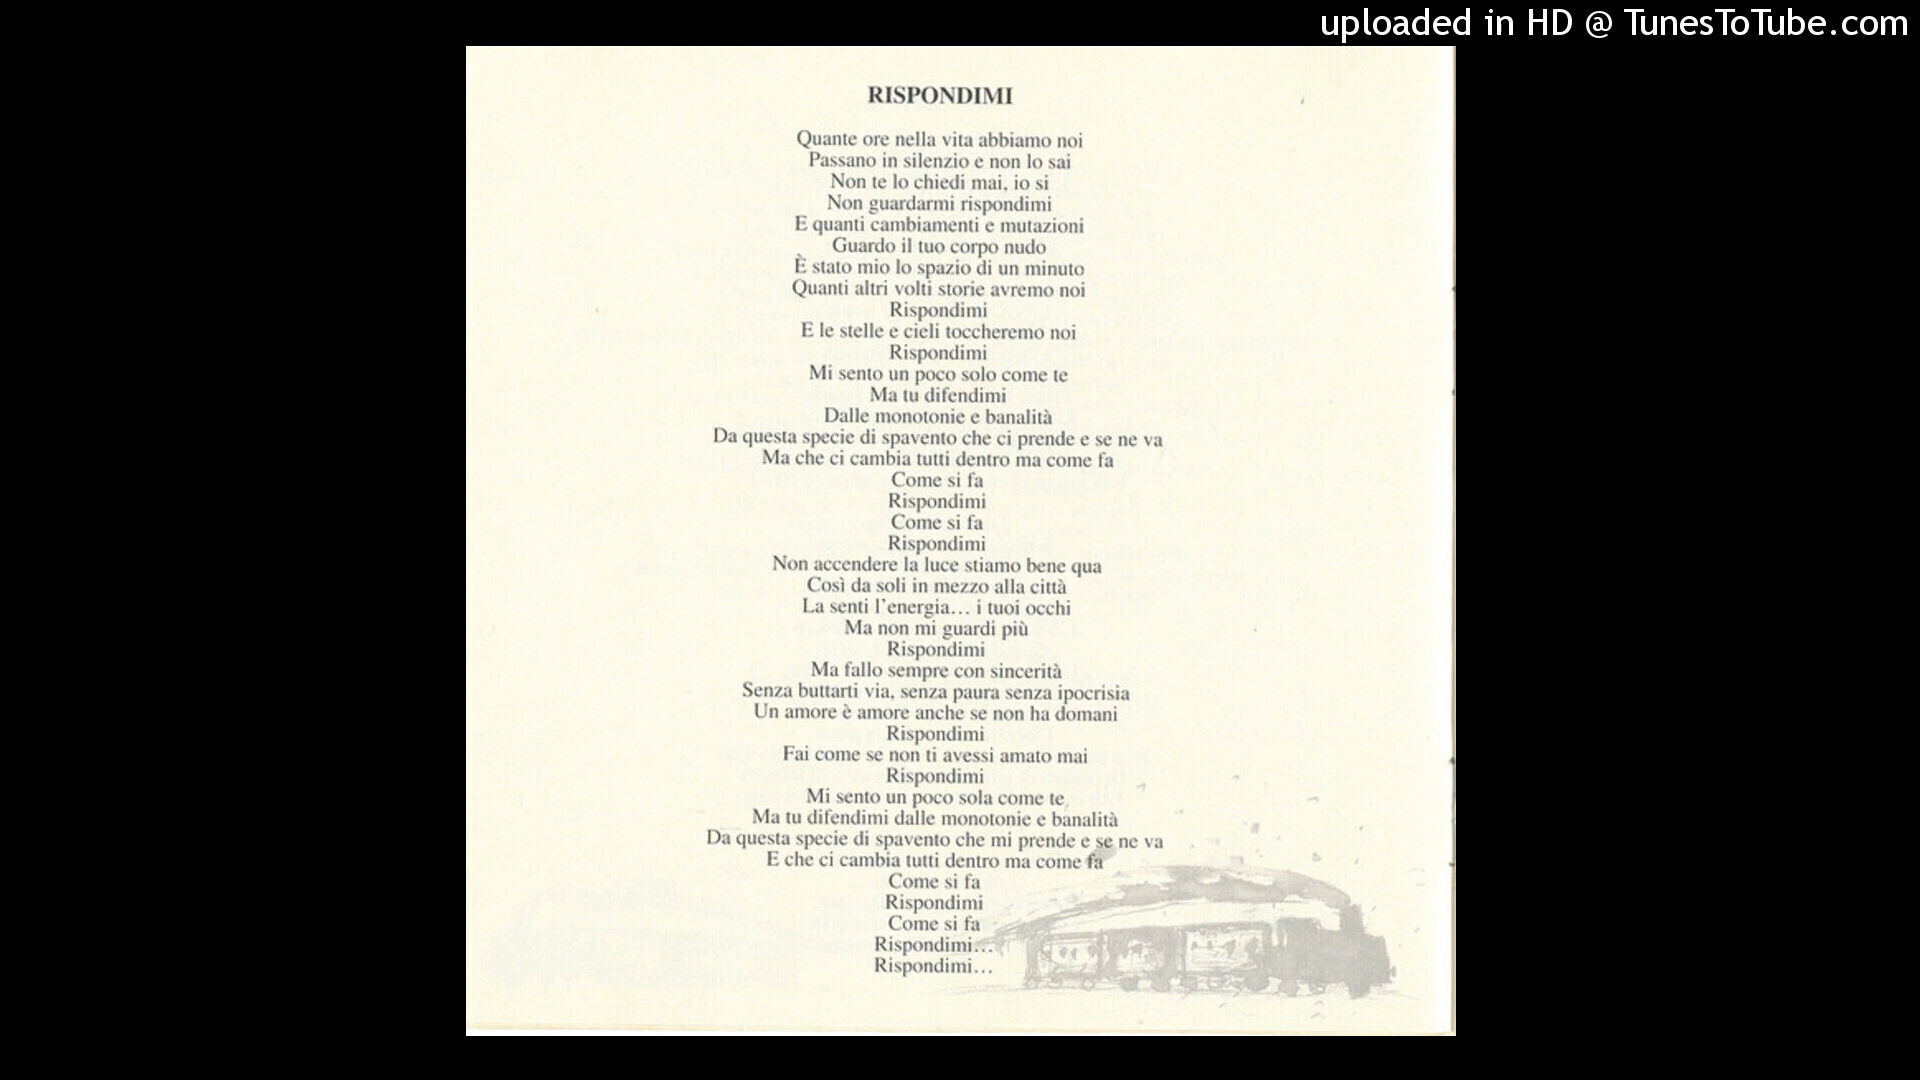 uploaded in HD @ TunesToTube.com
RISPONDIMI
Quante ore nella vita abbiamo noi
Passano in silenzio e non lo sai
Non te lo chiedi mai, io si
Non guardarmi rispondimi
E quanti cambiamenti e mutazioni
Guardo il tuo corpo nudo
È stato mio lo spazio di un minuto
Quanti altri volti storie avremo noi
Rispondimi
E le stelle e cieli toccheremo noi
Rispondimi
Mi sento un poco solo come te
Ma tu difendimi
Dalle monotonie e banalità
Da questa specie di spavento che ci prende e se ne va
Ma che ci cambia tutti dentro ma come fa
Come si fa
Rispondimi
Come si fa
Rispondimi
Non accendere la luce stiamo bene qua
Così da soli in mezzo alla città
La senti l'energia… i tuoi occhi
Ma non mi guardi più
Rispondimi
Ma fallo sempre con sincerità
Senza buttarti via, senza paura senza ipocrisia
Un amore è amore anche se non ha domani
Rispondimi
Fai come se non ti avessi amato mai
Rispondimi
Mi sento un poco sola come te
Ma tu difendimi dalle monotonie e banalità
Da questa specie di spavento che mi prende e se ne va
E che ci cambia tutti dentro ma come fa
Come si fa
Rispondimi
Come si fa
Rispondimi…
Rispondimi…